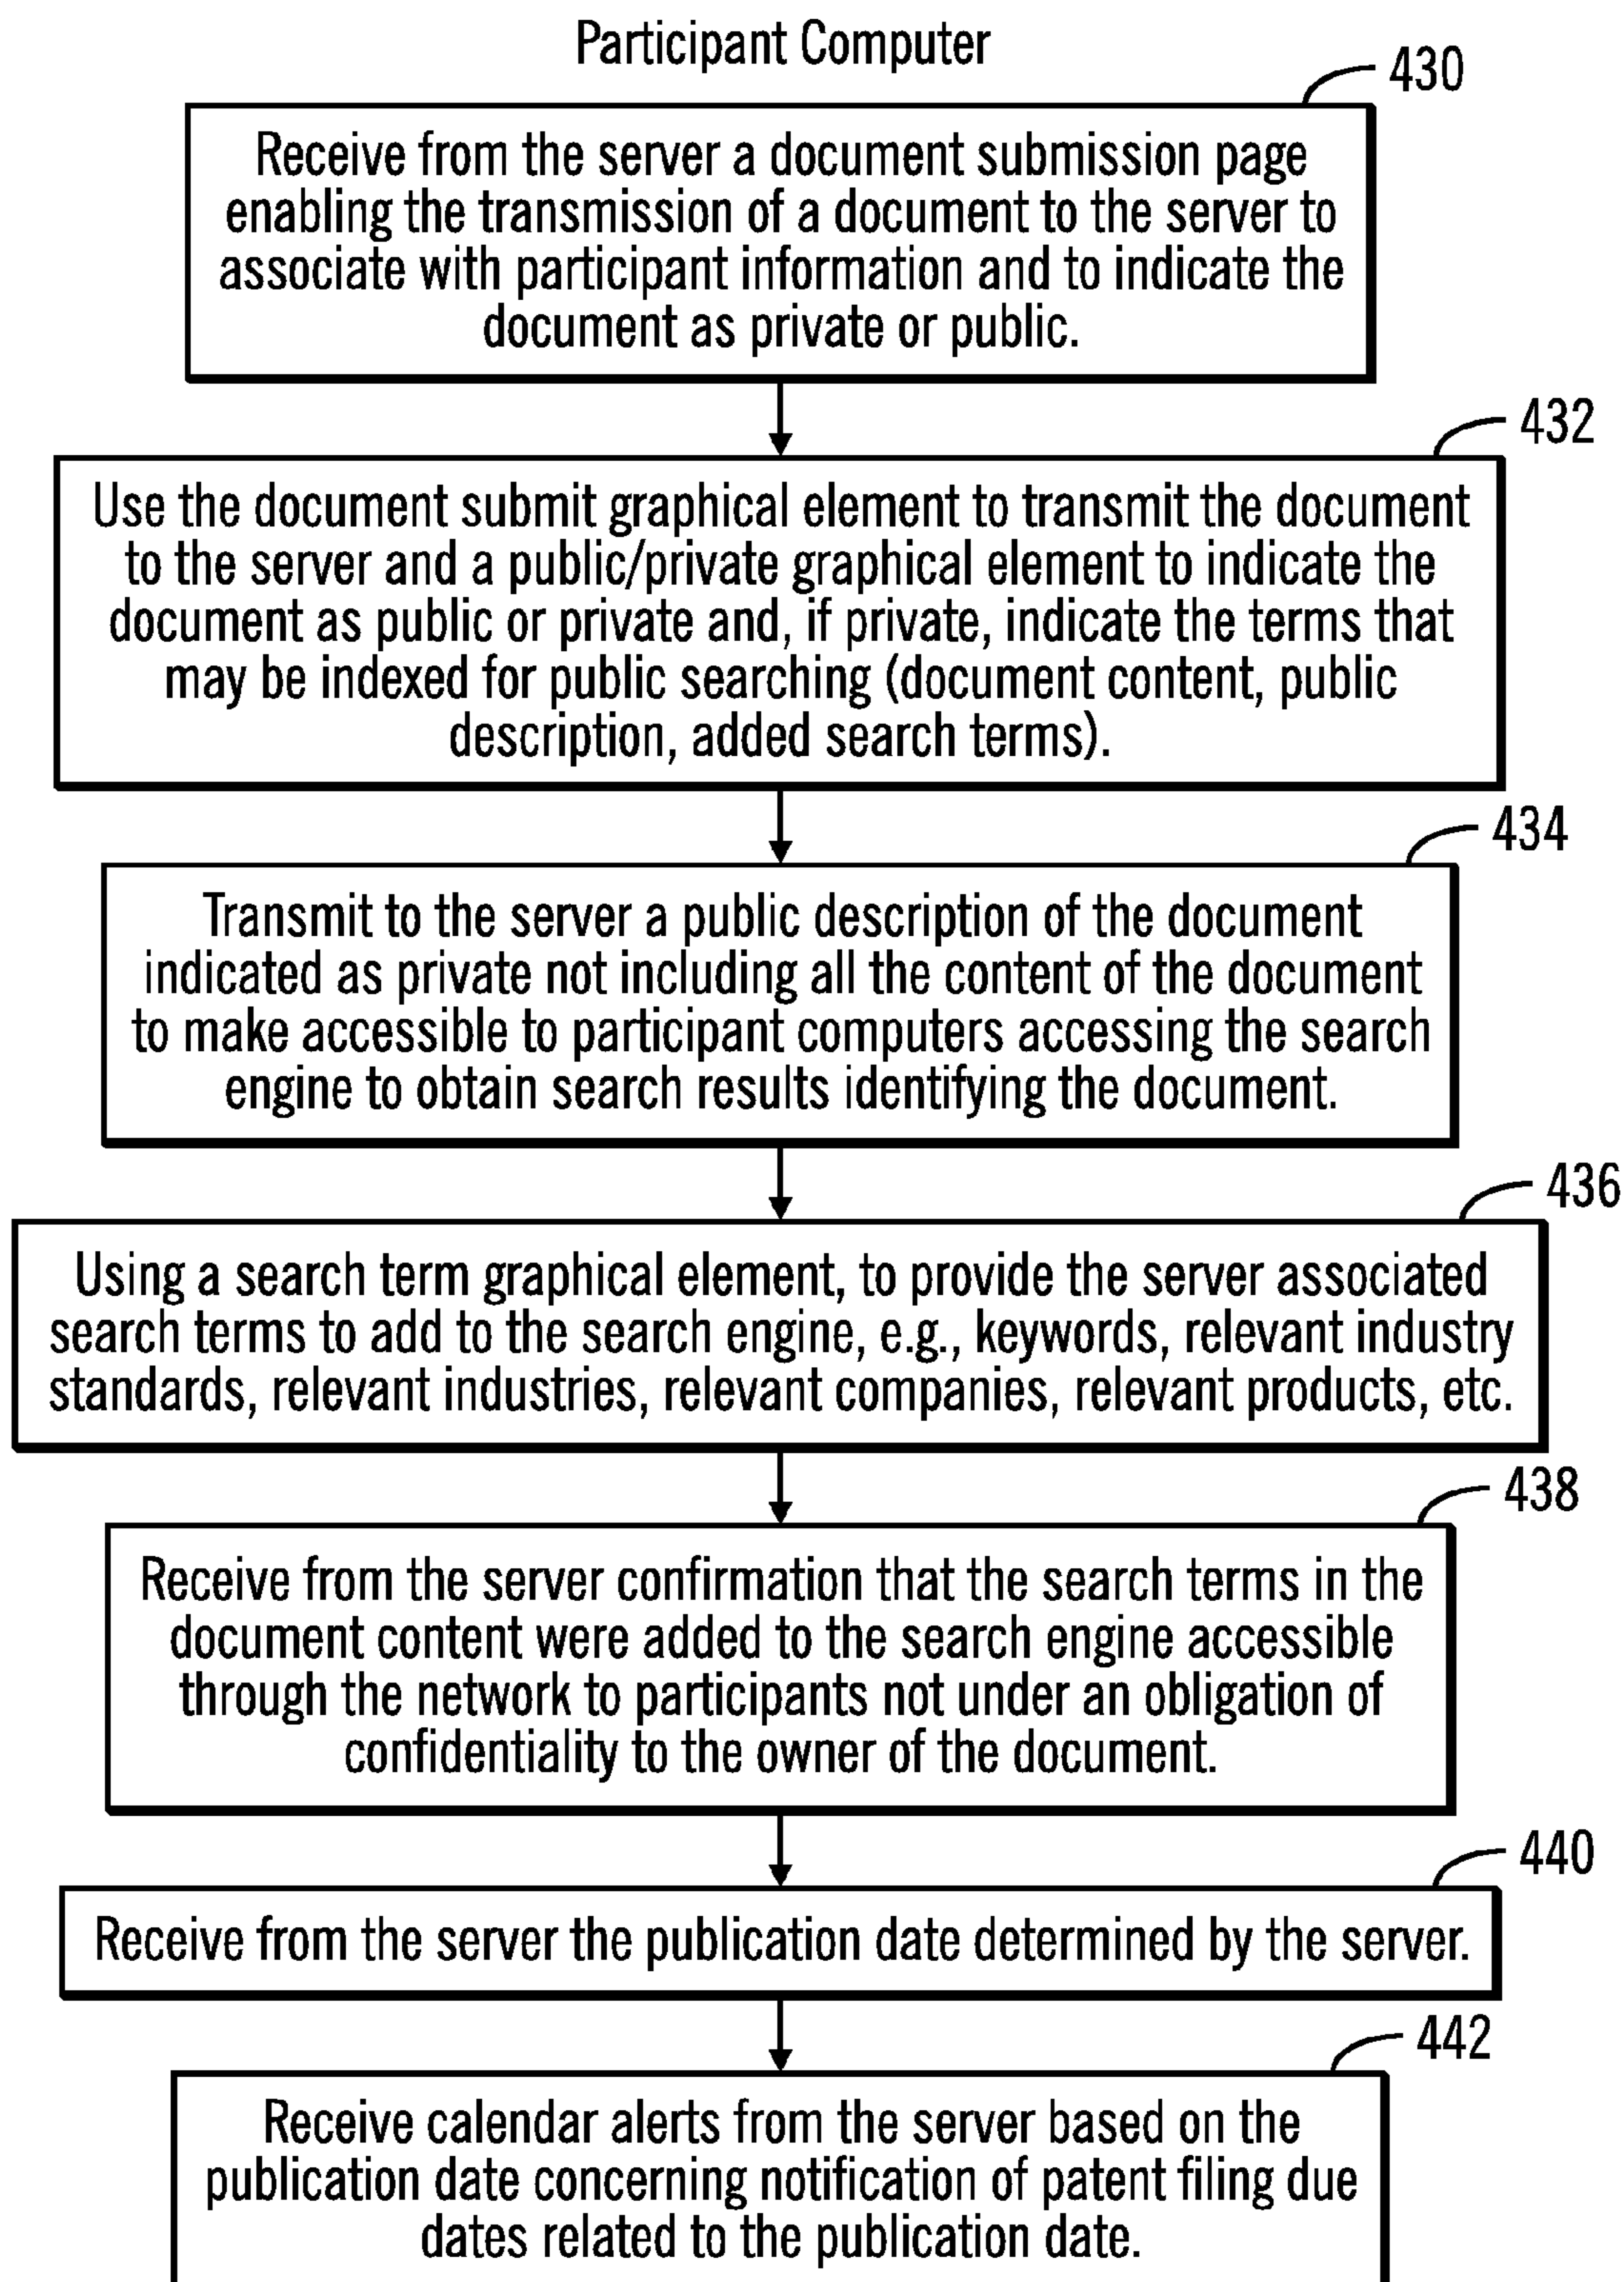 Participant Computer
430
Receive from the server a document submission page
enabling the transmission of a document to the server to
associate with participant information and to indicate the
document as private or public.
432
Use the document submit graphical element to transmit the document
to the server and a public/private graphical element to indicate the
document as public or private and, if private, indicate the terms that
may be indexed for public searching (document content, public
description, added search terms).
434
Transmit to the server a public description of the document
indicated as private not including all the content of the document
to make accessible to participant computers accessing the search
engine to obtain search results identifying the document.
436
Using a search term graphical element, to provide the server associated
search terms to add to the search engine, e.g., keywords, relevant industry
standards, relevant industries, relevant companies, relevant products, etc.
438
Receive from the server confirmation that the search terms in the
document content were added to the search engine accessible
through the network to participants not under an obligation of
confidentiality to the owner of the document.
440
Receive from the server the publication date determined by the server.
442
Receive calendar alerts from the server based on the
publication date concerning notification of patent filing due
dates related to the publication date.